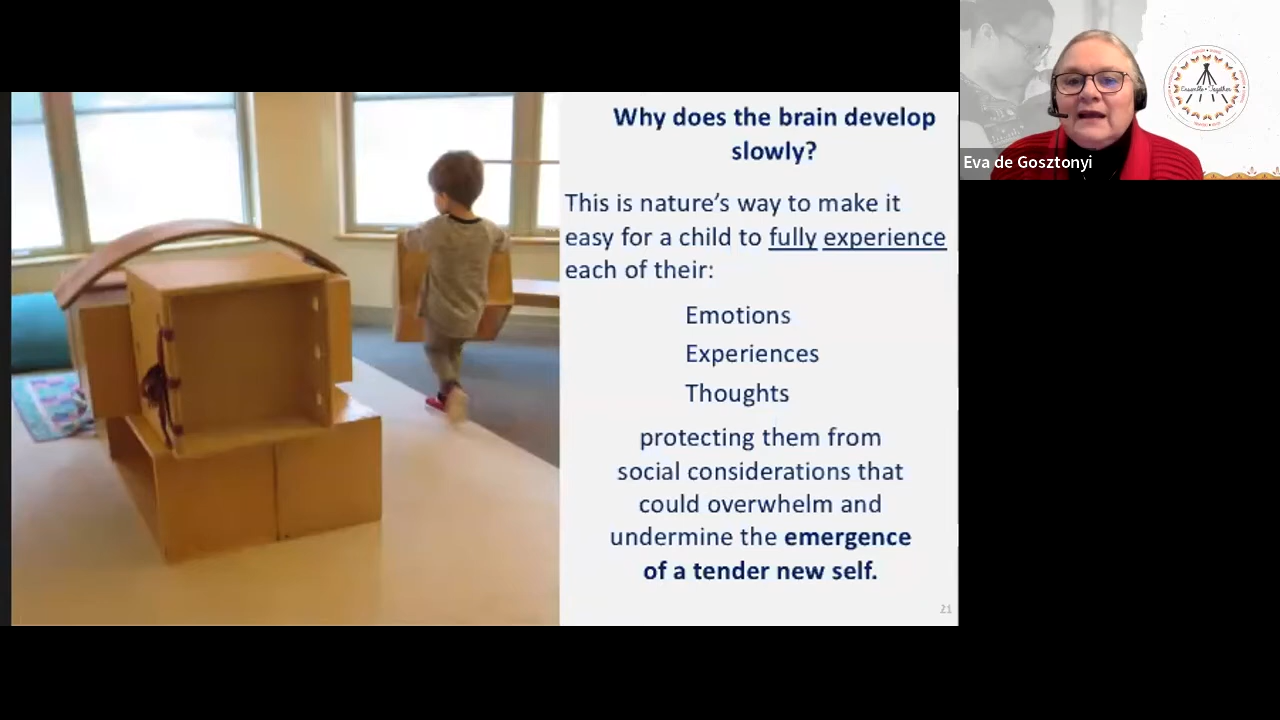 Why does the brain develop
slowly?
This is nature's way to make it
easy for a child to fully experience
each of their:
Emotions
Experiences
Thoughts
protecting them from
social considerations that
could overwhelm and
undermine the emergence
of a tender new self.
21
Eva de Gosztonyi
Ensemble • Together